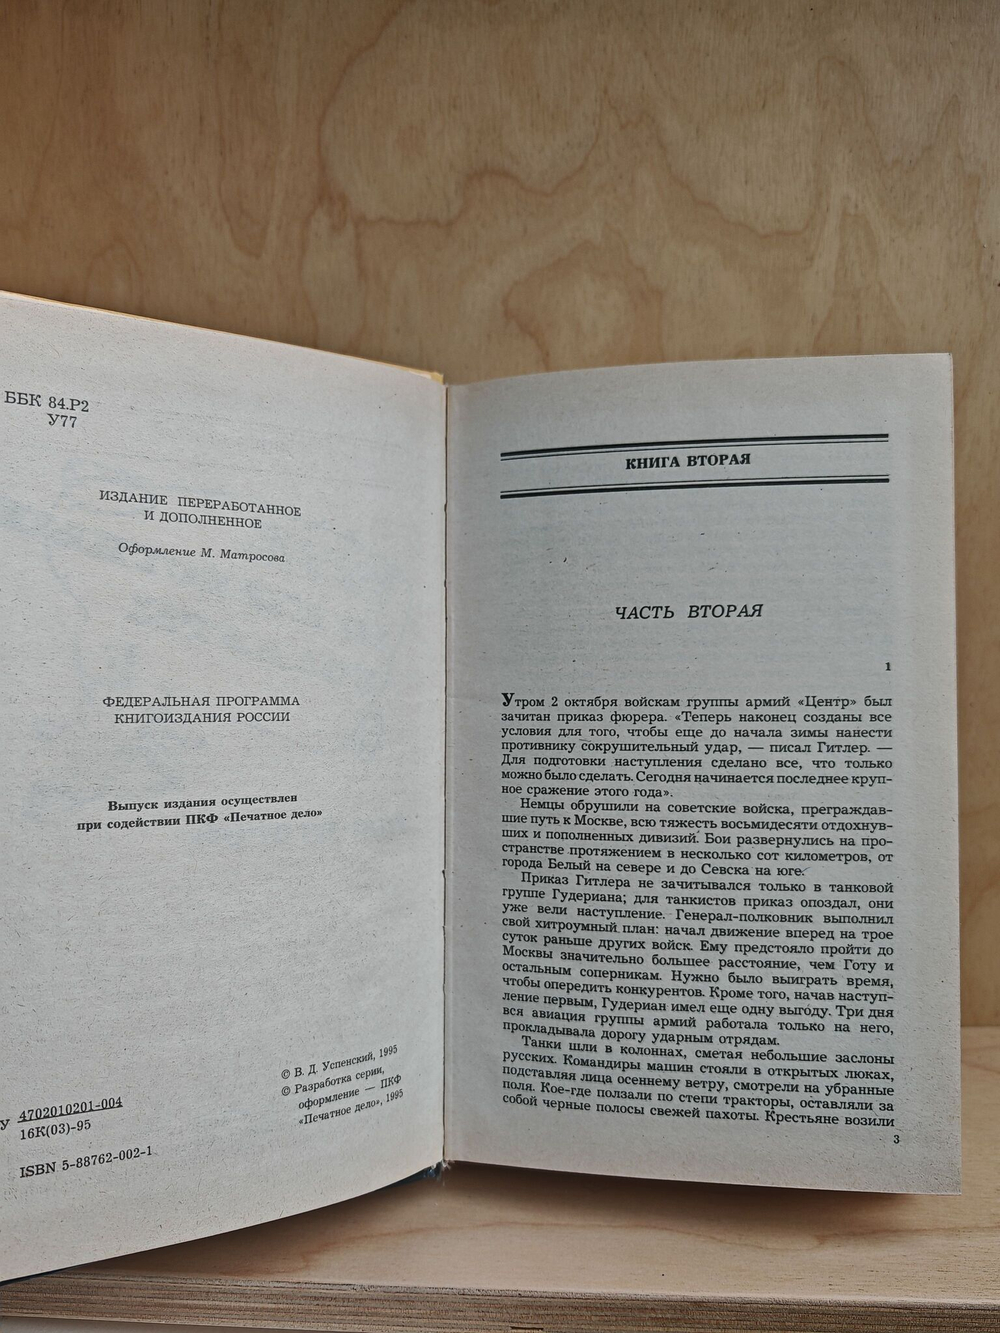 ББК 84.Р2
У77
ИЗДАНИЕ ПЕРЕРАБОТАННОЕ
И ДОПОЛНЕННОЕ
Оформление М. Матросова
ФЕДЕРАЛЬНАЯ ПРОГРАММА
КНИГОИЗДАНИЯ РОССИИ
Выпуск издания осуществлен
при содействии ПКФ «Печатное дело»
У 4702010201-004
16К(03)-95
ISBN 5-88762-002-1
© В. Д. Успенский, 1995
© Разработка серии,
оформление — ПКФ
«Печатное дело», 1995
КНИГА ВТОРАЯ
ЧАСТЬ ВТОРАЯ
1
Утром 2 октября войскам группы армий «Центр» был
зачитан приказ фюрера. «Теперь наконец созданы все
условия для того, чтобы еще до начала зимы нанести
противнику сокрушительный удар, — писал Гитлер. —
Для подготовки наступления сделано все, что только
можно было сделать. Сегодня начинается последнее круп-
ное сражение этого года».
Немцы обрушили на советские войска, преграждав-
шие путь к Москве, всю тяжесть восьмидесяти отдохнув-
ших и пополненных дивизий. Бои развернулись на про-
странстве протяжением в несколько сот километров, от
города Белый на севере и до Севска на юге.
Приказ Гитлера не зачитывался только в танковой
группе Гудериана; для танкистов приказ опоздал, они
уже вели наступление. Генерал-полковник выполнил
свой хитроумный план: начал движение вперед на трое
суток раньше других войск. Ему предстояло пройти до
Москвы значительно большее расстояние, чем Готу и
остальным соперникам. Нужно было выиграть время,
чтобы опередить конкурентов. Кроме того, начав наступ-
ление первым, Гудериан имел еще одну выгоду. Три дня
вся авиация группы армий работала только на него,
прокладывала дорогу ударным отрядам.
Танки шли в колоннах, сметая небольшие заслоны
русских. Командиры машин стояли в открытых люках,
подставляя лица осеннему ветру, смотрели на убранные
поля. Кое-где ползали по степи тракторы, оставляли за
собой черные полосы свежей пахоты. Крестьяне возили
3